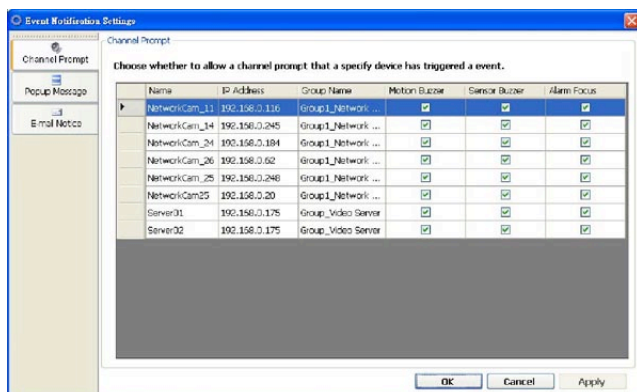 Event Notification Settings
Channel Prompt
Popup Message
E-mail Notice
Channel Prompt
Choose whether to allow a channel prompt that a specify device has triggered a event.
Name IP Address Group Name Motion Buzzer Sensor Buzzer Alarm Focus
NetworkCam_11 192.168.0.116 Group1_Network ...
NetworkCam_14 192.168.0.245 Group1_Network ...
NetworkCam_24 192.168.0.184 Group1_Network ...
NetworkCam_26 192.168.0.62 Group1_Network ...
NetworkCam_25 192.168.0.248 Group1_Network ...
NetworkCam25 192.168.0.20 Group1_Network ...
Server01 192.168.0.175 Group_Video Server
Server02 192.168.0.175 Group_Video Server
OK Cancel Apply